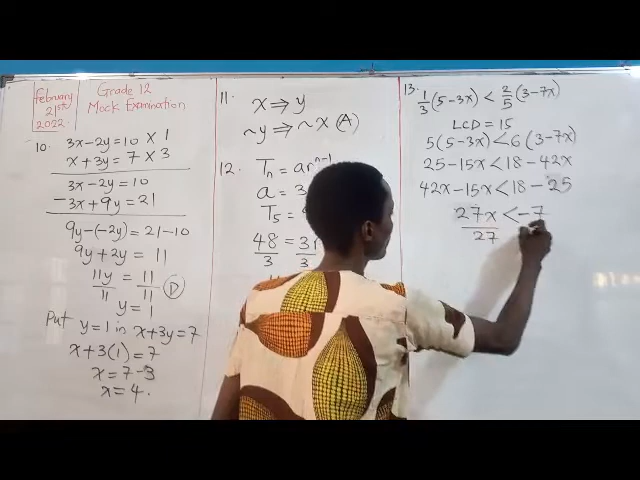 February
21st
2022
Grade 12
Mock Examination
10. 3x-2y=10 X 1
x+3y=7 X 3
3x-2y=10
-3x+9y=21
9y-(-2y)=21-10
9y+2y=11
11y/11 = 11/11 (D)
y=1
Put y=1 in x+3y=7
x+3(1)=7
x=7-3
x=4.
11. x⇒y
~y⇒~x (A)
12. Tn = ar^(n-1)
a=3
T5=
48/3 = 3r/3
13. 1/3(5-3x) < 2/5(3-7x)
LCD=15
5(5-3x)<6(3-7x)
25-15x<18-42x
42x-15x<18-25
27x<-7
27